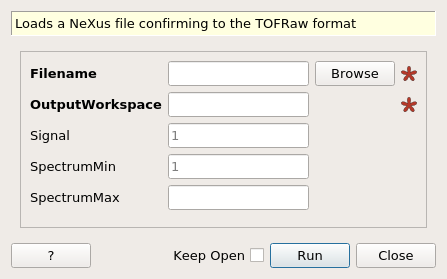 Loads a NeXus file confirming to the TOFRaw format
Filename Browse *
OutputWorkspace *
Signal 1
SpectrumMin 1
SpectrumMax
? Keep Open Run Close